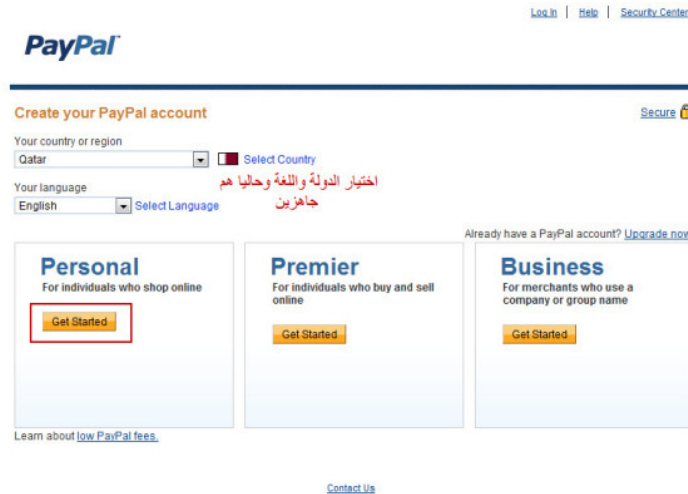 Log In | Help | Security Center
PayPal
Create your PayPal account
Secure
Your country or region
Qatar
Select Country
اختيار الدولة واللغة وحاليا هم
جاهزين
Your language
English
Select Language
Already have a PayPal account? Upgrade now
Personal
For individuals who shop online
Get Started
Premier
For individuals who buy and sell
online
Get Started
Business
For merchants who use a
company or group name
Get Started
Learn about low PayPal fees.
Contact Us